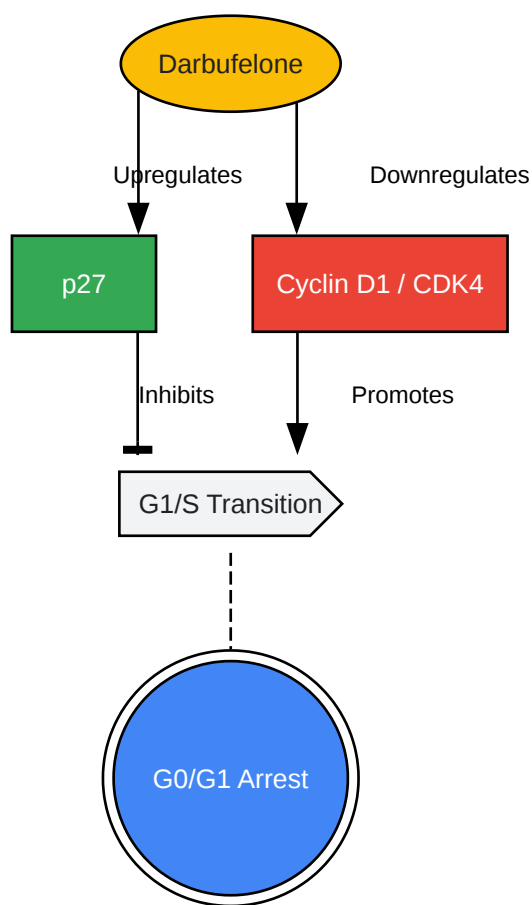 Darbufelone
Upregulates
Downregulates
p27
Cyclin D1 / CDK4
Inhibits
Promotes
G1/S Transition
G0/G1 Arrest